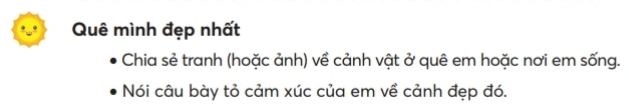 Quê mình đẹp nhất
• Chia sẻ tranh (hoặc ảnh) về cảnh vật ở quê em hoặc nơi em sống.
• Nói câu bày tỏ cảm xúc của em về cảnh đẹp đó.